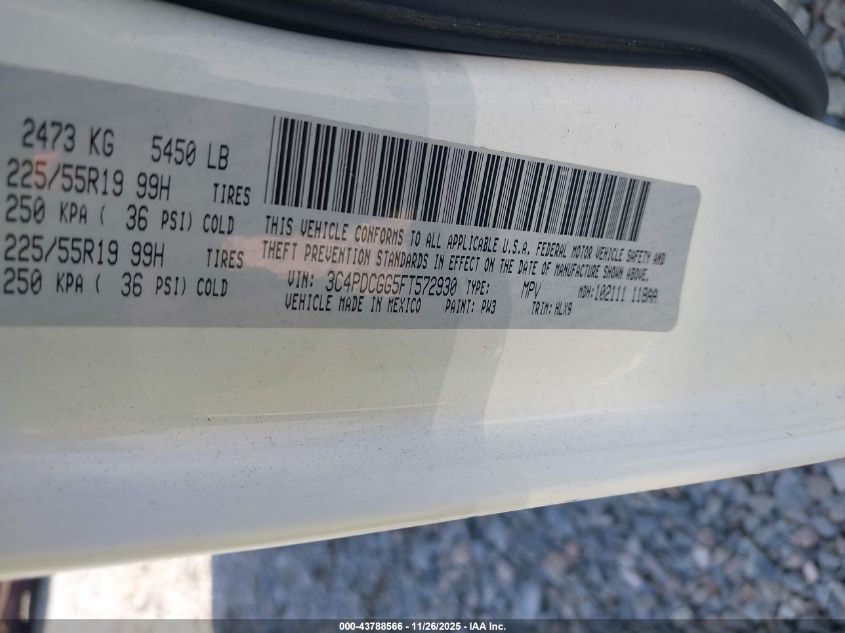 2473 KG 5450 LB
225/55R19 99H TIRES
250 KPA ( 36 PSI) COLD
225/55R19 99H TIRES
250 KPA ( 36 PSI) COLD
THIS VEHICLE CONFORMS TO ALL APPLICABLE U.S.A. FEDERAL MOTOR VEHICLE SAFETY AND
THEFT PREVENTION STANDARDS IN EFFECT ON THE DATE OF MANUFACTURE SHOWN ABOVE.
VIN: 3C4PDCGG5FT572930 TYPE: MPV MDH:102111 118AA
VEHICLE MADE IN MEXICO PAINT: PW3 TRIM: HLX9
000-43788566 - 11/26/2025 - IAA Inc.